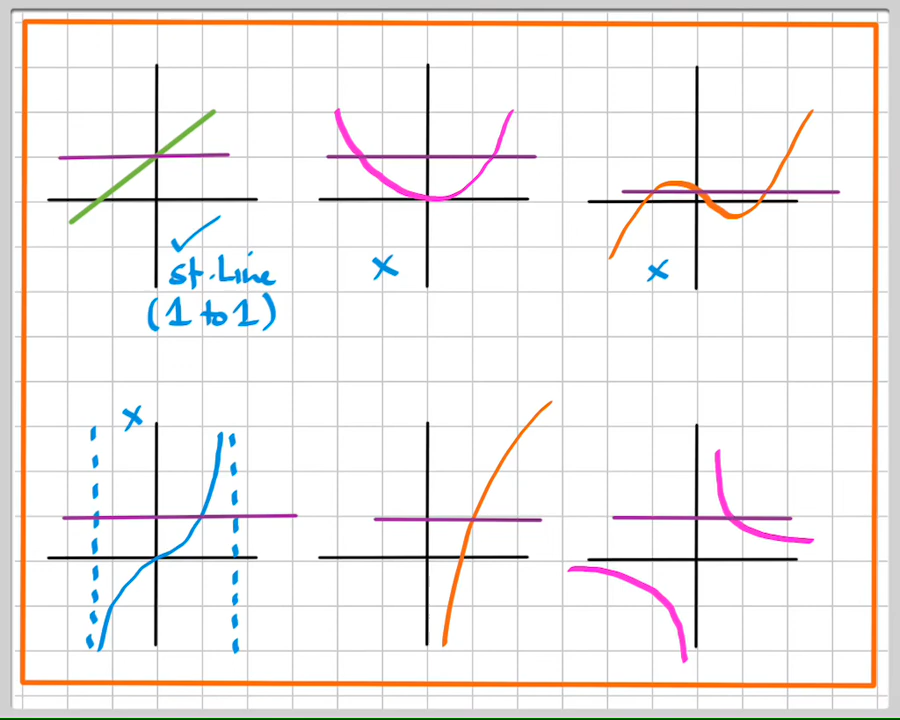 ✓
st. Line
(1 to 1)
x
x
x